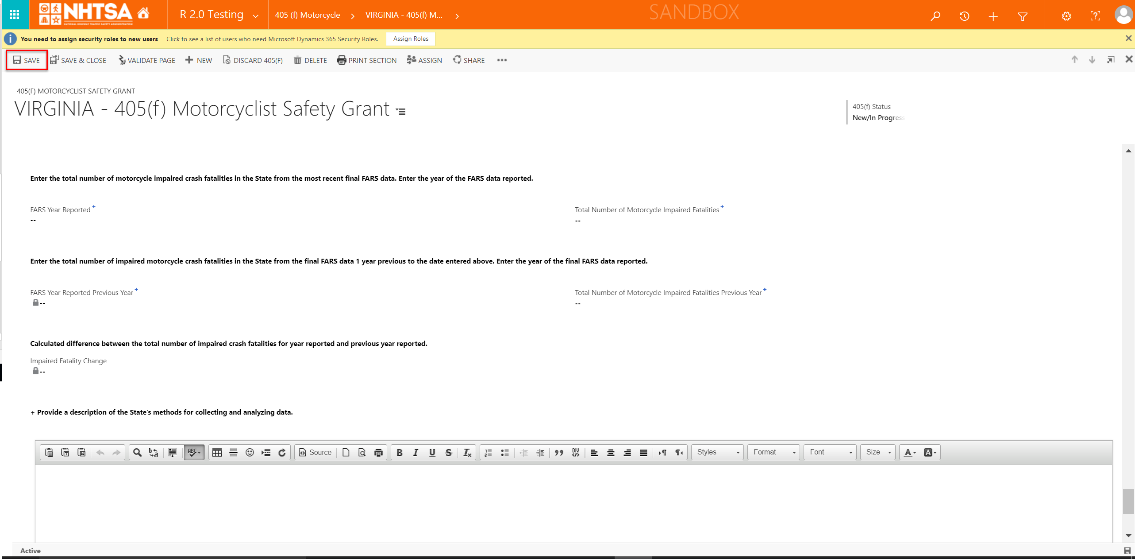 NHTSA
R 2.0 Testing
405 (f) Motorcycle
VIRGINIA - 405(f) M...
SANDBOX
You need to assign security roles to new users Click to see a list of users who need Microsoft Dynamics 365 Security Roles. Assign Roles
SAVE SAVE & CLOSE VALIDATE PAGE NEW DISCARD 405(F) DELETE PRINT SECTION ASSIGN SHARE •••
405(F) MOTORCYCLIST SAFETY GRANT
VIRGINIA - 405(f) Motorcyclist Safety Grant
405(f) Status
New/In Progress
Enter the total number of motorcycle impaired crash fatalities in the State from the most recent final FARS data. Enter the year of the FARS data reported.
FARS Year Reported + Total Number of Motorcycle Impaired Fatalities +
-- --
Enter the total number of impaired motorcycle crash fatalities in the State from the final FARS data 1 year previous to the date entered above. Enter the year of the final FARS data reported.
FARS Year Reported Previous Year + Total Number of Motorcycle Impaired Fatalities Previous Year +
-- --
Calculated difference between the total number of impaired crash fatalities for year reported and previous year reported.
Impaired Fatality Change
--
+ Provide a description of the State's methods for collecting and analyzing data.
Source B I U S Styles Format Font Size A A
Active